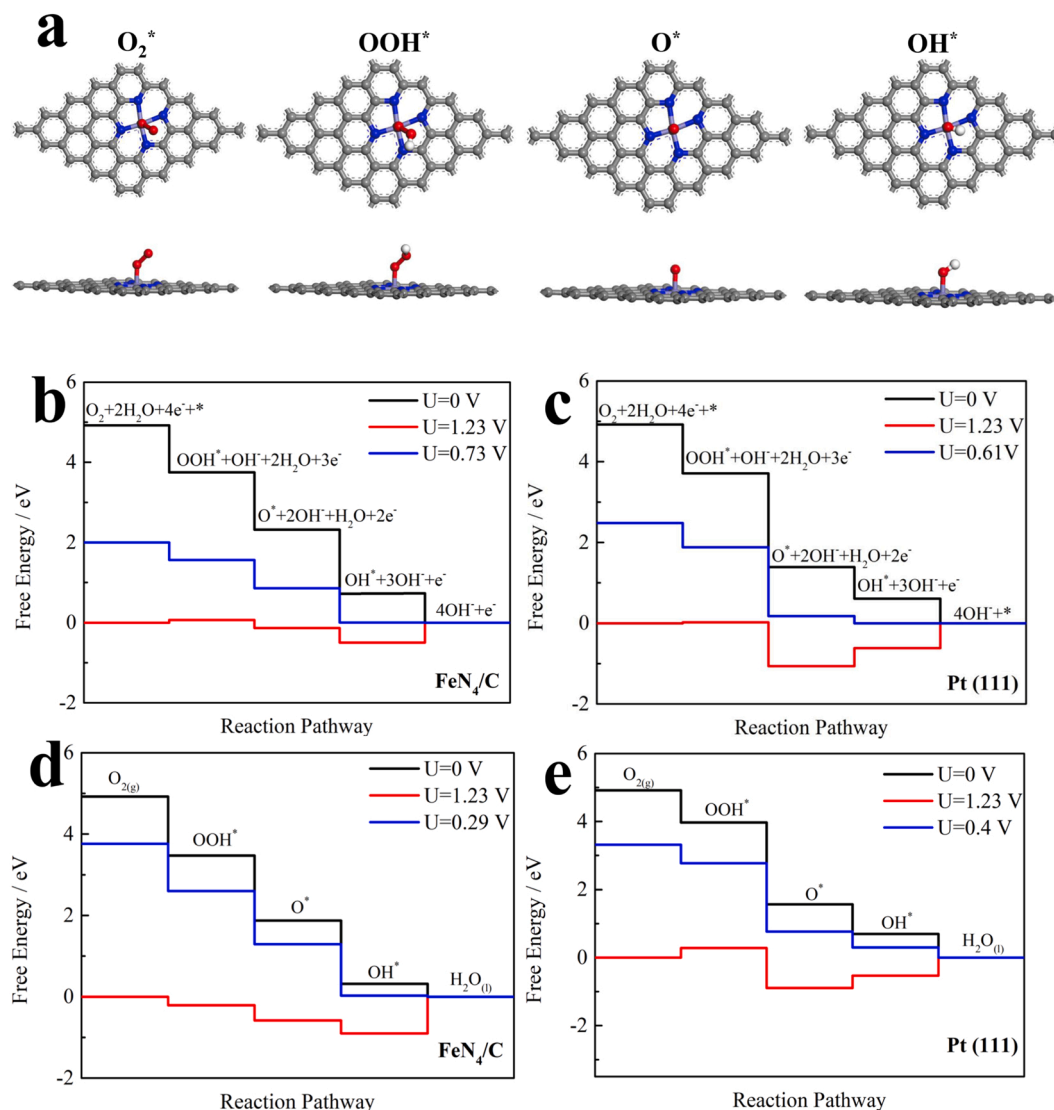 a
O₂*
OOH*
O*
OH*
b
6
4
2
0
-2
Free Energy / eV
O₂+2H₂O+4e⁻+*
OOH*+OH⁻+2H₂O+3e⁻
O*+2OH⁻+H₂O+2e⁻
OH*+3OH⁻+e⁻
4OH⁻+e⁻
U=0 V
U=1.23 V
U=0.73 V
FeN₄/C
Reaction Pathway
c
6
4
2
0
-2
Free Energy / eV
O₂+2H₂O+4e⁻+*
OOH*+OH⁻+2H₂O+3e⁻
O*+2OH⁻+H₂O+2e⁻
OH*+3OH⁻+e⁻
4OH⁻+*
U=0 V
U=1.23 V
U=0.61V
Pt (111)
Reaction Pathway
d
6
4
2
0
-2
Free Energy / eV
O₂₍g₎
OOH*
O*
OH*
H₂O₍l₎
U=0 V
U=1.23 V
U=0.29 V
FeN₄/C
Reaction Pathway
e
6
4
2
0
-2
Free Energy / eV
O₂₍g₎
OOH*
O*
OH*
H₂O₍l₎
U=0 V
U=1.23 V
U=0.4 V
Pt (111)
Reaction Pathway